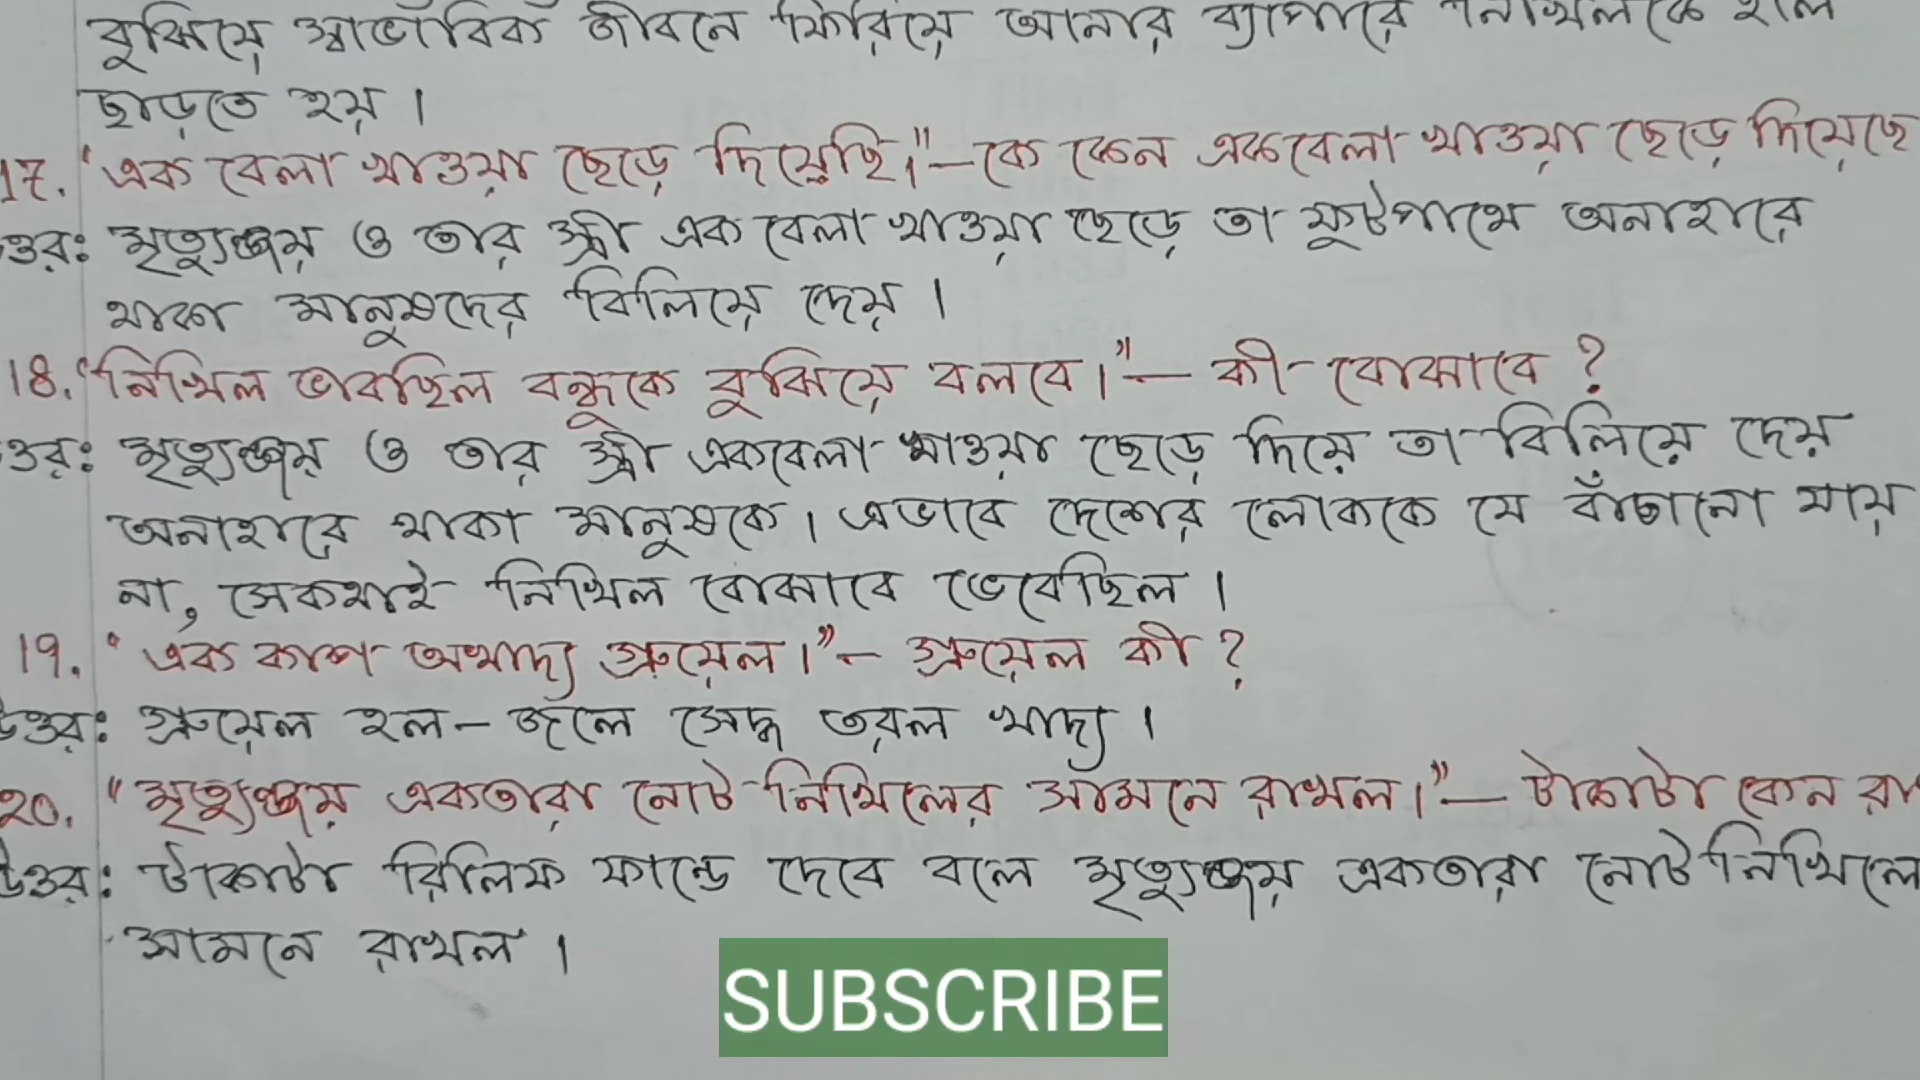 বুঝিয়ে স্বাভাবিক জীবনে ফিরিয়ে আনার ব্যাপারে নিখিলকে হাল
ছাড়তে হয়।
17. "এক বেলা খাওয়া ছেড়ে দিয়েছি।" – কে কেন একবেলা খাওয়া ছেড়ে দিয়েছে
উত্তর: মৃত্যুঞ্জয় ও তার স্ত্রী এক বেলা খাওয়া ছেড়ে তা ফুটপাথে অনাহারে
থাকা মানুষদের বিলিয়ে দেয়।
18. "নিখিল ভাবছিল বন্ধুকে বুঝিয়ে বলবে।" – কী বোঝাবে ?
উত্তর: মৃত্যুঞ্জয় ও তার স্ত্রী একবেলা খাওয়া ছেড়ে দিয়ে তা বিলিয়ে দেয়
অনাহারে থাকা মানুষকে। এভাবে দেশের লোককে যে বাঁচানো যায়
না, সেকথাই নিখিল বোঝাবে ভেবেছিল।
19. "এক কাপ অখাদ্য গ্রুয়েল।" – গ্রুয়েল কী ?
উত্তর: গ্রুয়েল হল – জলে সেদ্ধ তরল খাদ্য।
20. "মৃত্যুঞ্জয় একতারা নোট নিখিলের সামনে রাখল।" – টাকাটা কেন রা
উত্তর: টাকাটা রিলিফ ফান্ডে দেবে বলে মৃত্যুঞ্জয় একতারা নোট নিখিলে
সামনে রাখল।
SUBSCRIBE